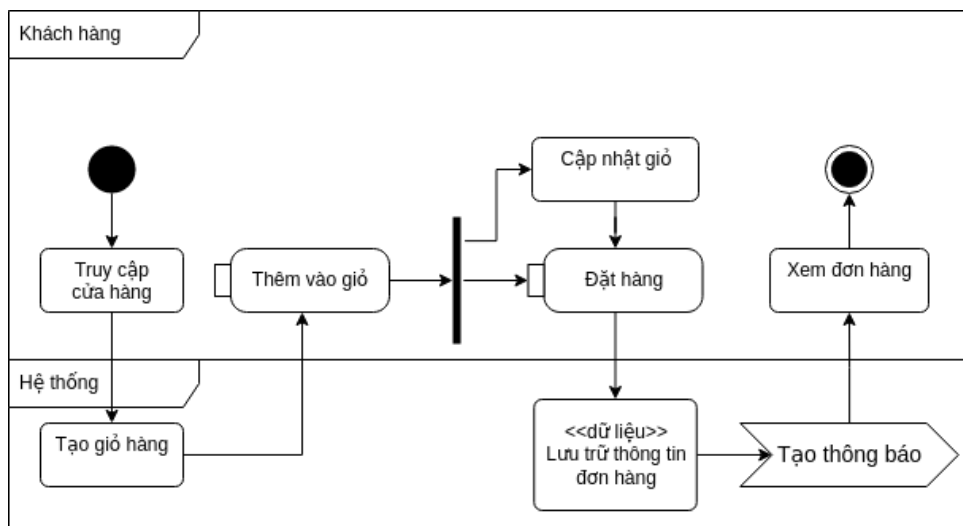 Khách hàng
Cập nhật giỏ
Truy cập
cửa hàng
Thêm vào giỏ
Đặt hàng
Xem đơn hàng
Hệ thống
Tạo giỏ hàng
<<dữ liệu>>
Lưu trữ thông tin
đơn hàng
Tạo thông báo